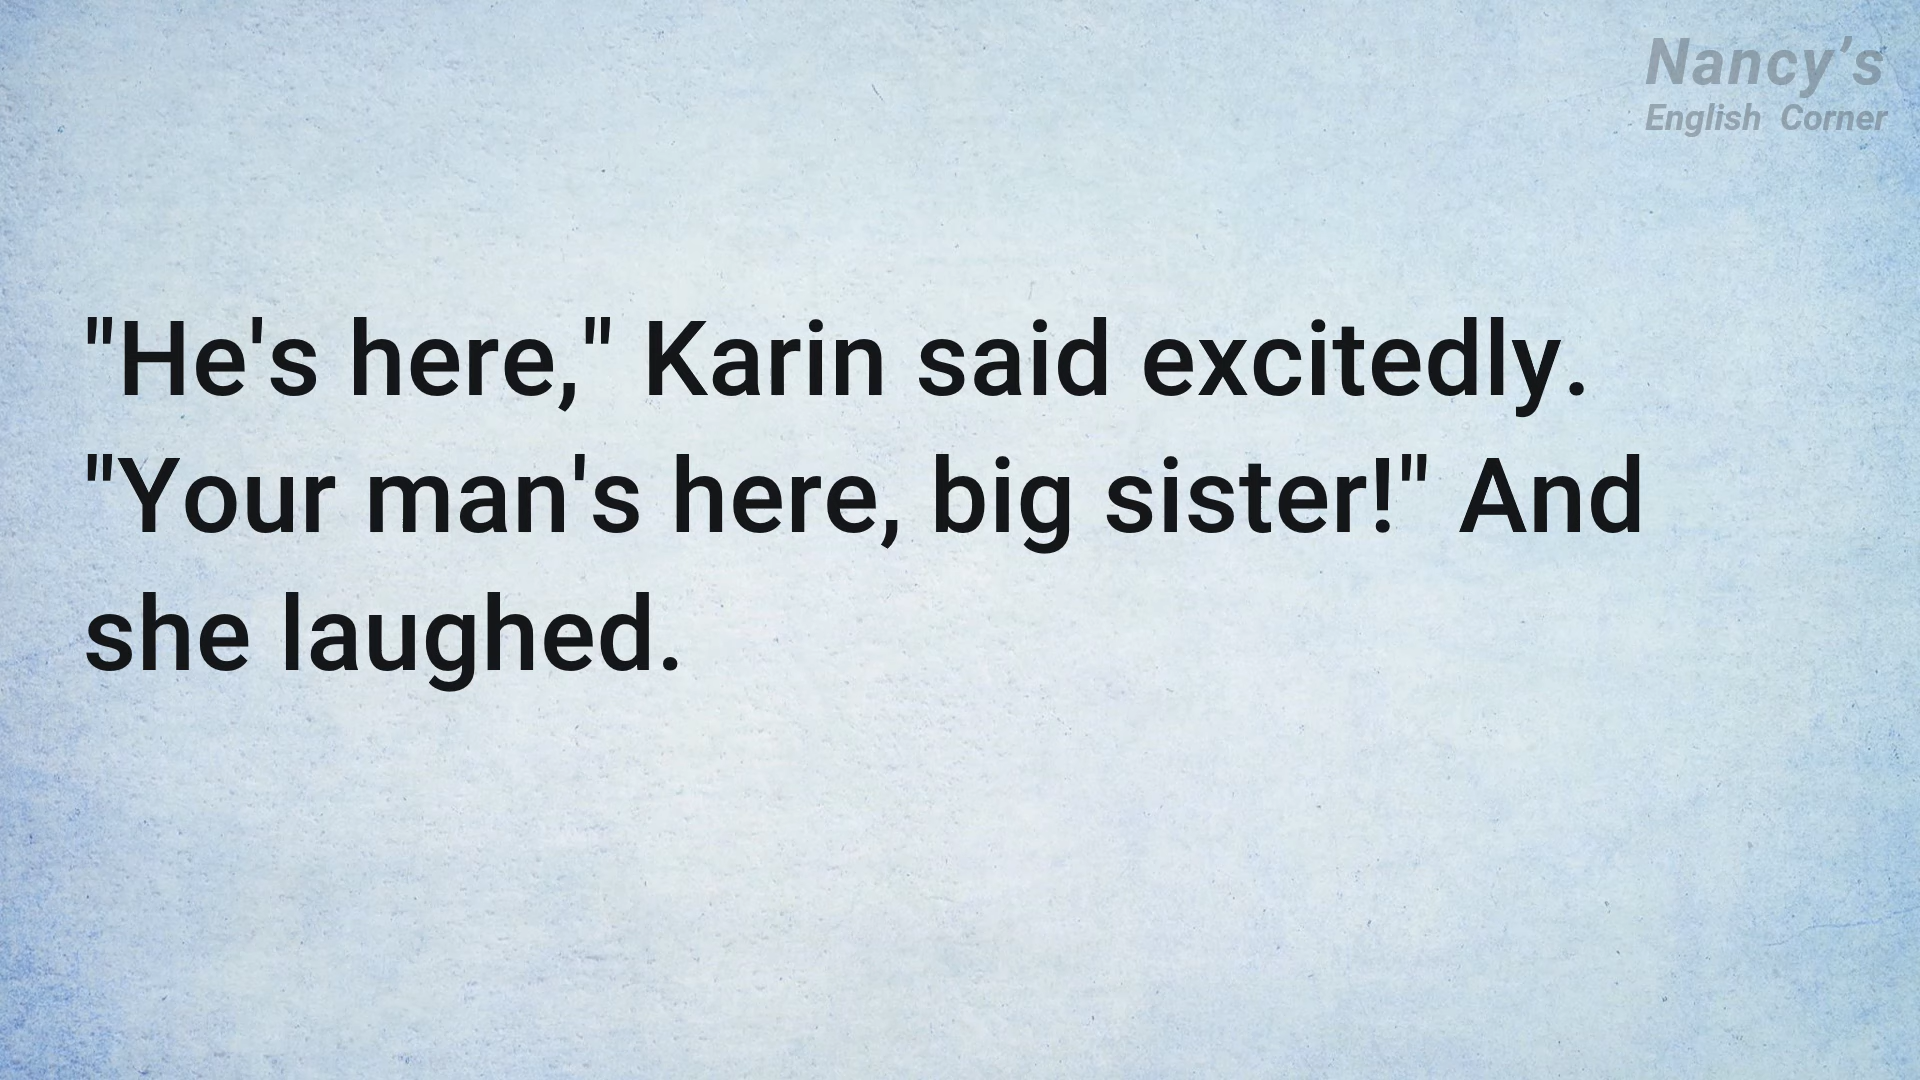 Nancy’s
English Corner
"He's here," Karin said excitedly.
"Your man's here, big sister!" And
she laughed.